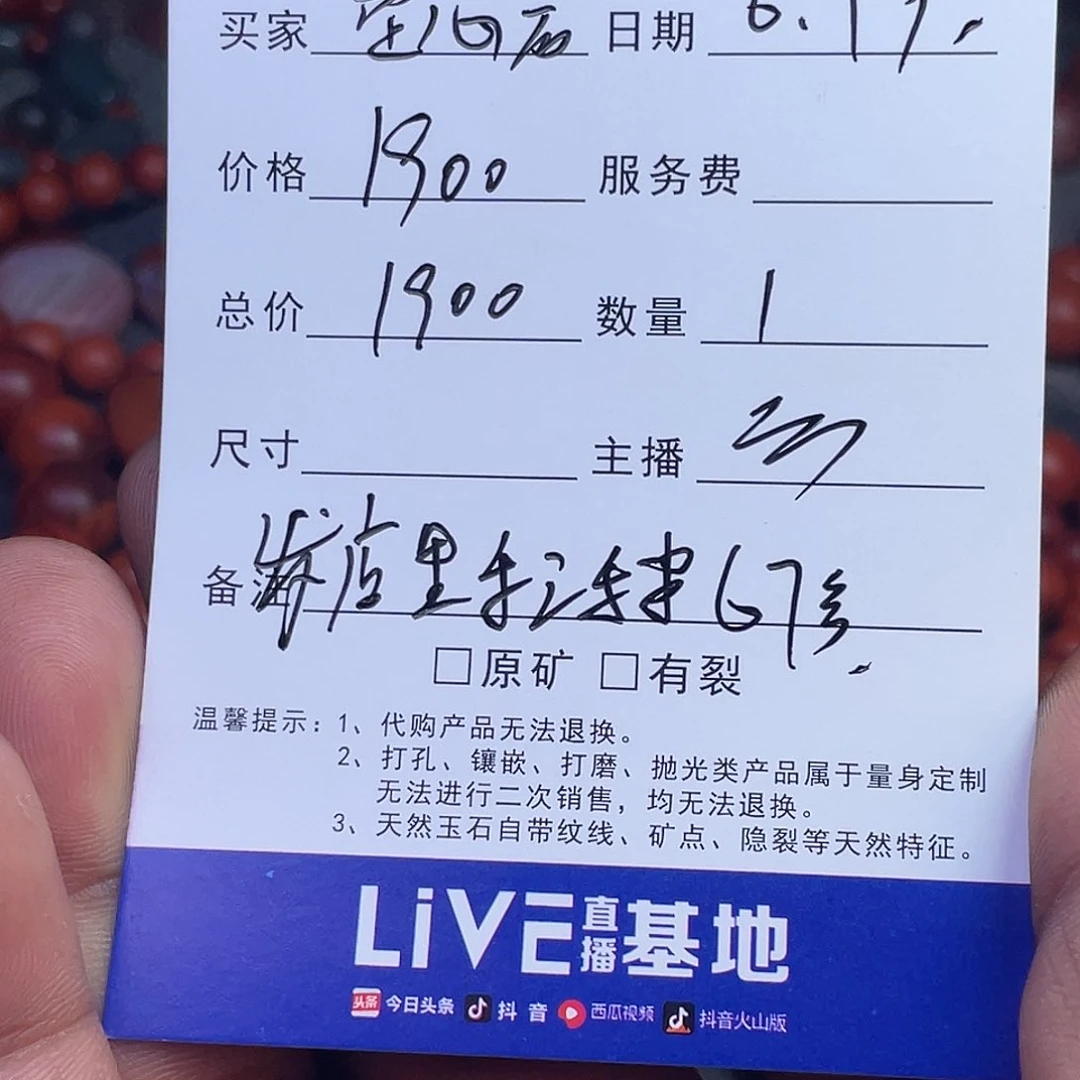 买家 日期 6.19.
价格 1900 服务费
总价 1900 数量 1
尺寸 主播
备注 店里 67
□原矿 □有裂
温馨提示：1、代购产品无法退换。
2、打孔、镶嵌、打磨、抛光类产品属于量身定制
无法进行二次销售，均无法退换。
3、天然玉石自带纹线、矿点、隐裂等天然特征。
LiVE直播基地
头条 今日头条 抖音 西瓜视频 抖音火山版